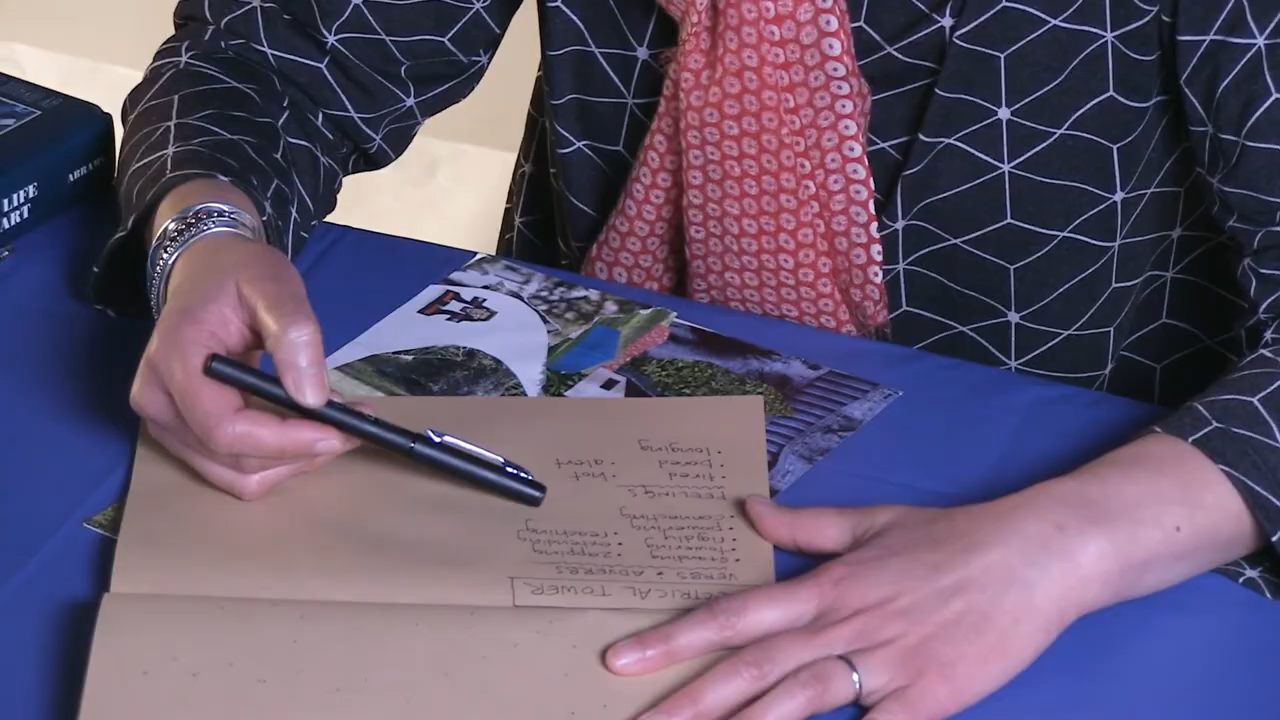 LIFE
ART
ECTRICAL TOWER
VERBS • ADVERBS
• standing • zapping
• towering • extending
• rigidly • reaching
• powering
• connecting
FEELINGS
• tired • hot • alert
• bored
• longing